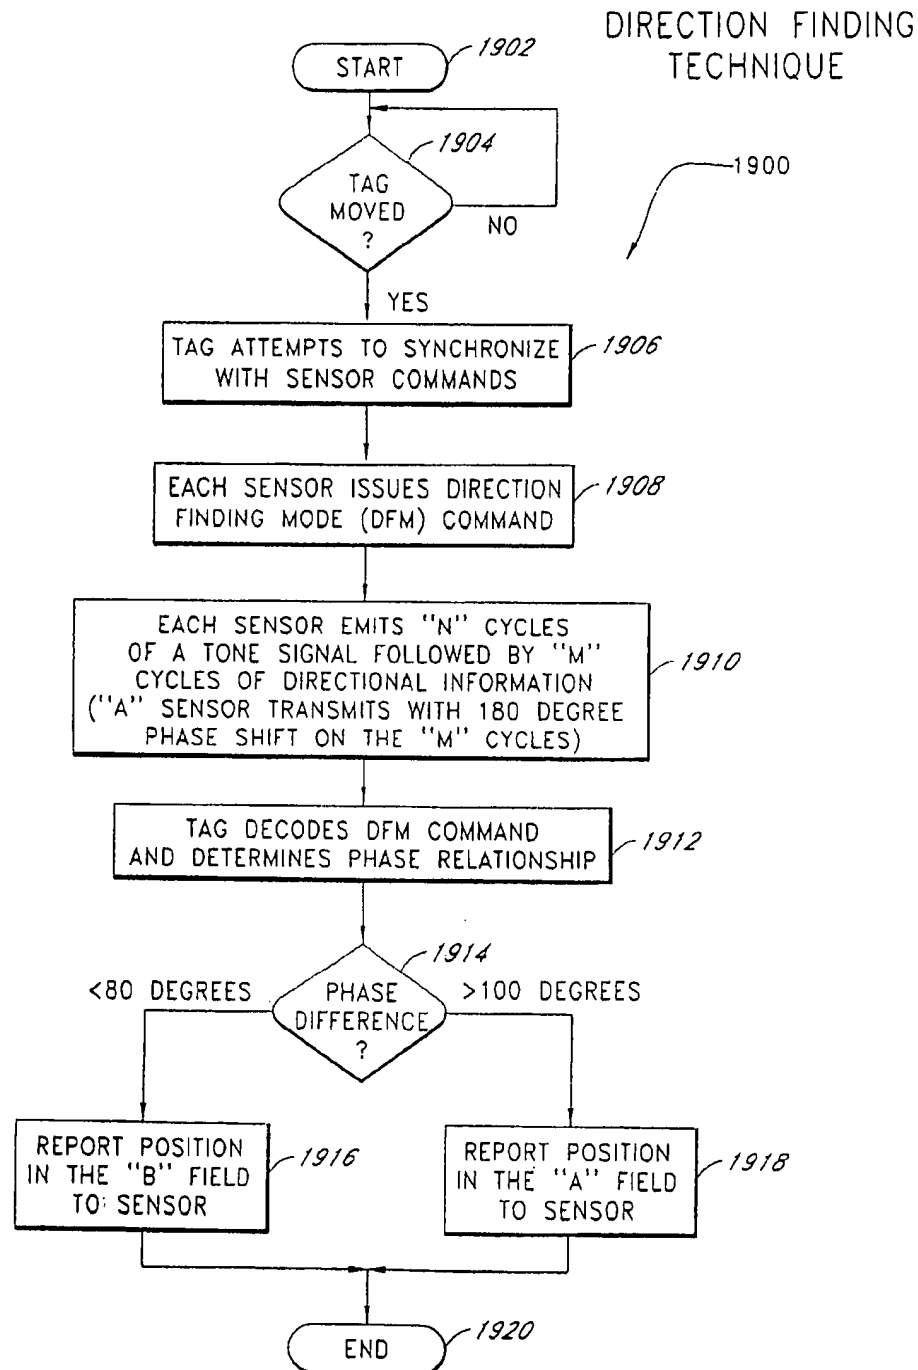 DIRECTION FINDING
TECHNIQUE
1902
START
1904
TAG
MOVED
?
NO
1900
YES
TAG ATTEMPTS TO SYNCHRONIZE
WITH SENSOR COMMANDS
1906
EACH SENSOR ISSUES DIRECTION
FINDING MODE (DFM) COMMAND
1908
EACH SENSOR EMITS "N" CYCLES
OF A TONE SIGNAL FOLLOWED BY "M"
CYCLES OF DIRECTIONAL INFORMATION
("A" SENSOR TRANSMITS WITH 180 DEGREE
PHASE SHIFT ON THE "M" CYCLES)
1910
TAG DECODES DFM COMMAND
AND DETERMINES PHASE RELATIONSHIP
1912
1914
<80 DEGREES
PHASE
DIFFERENCE
?
>100 DEGREES
REPORT POSITION
IN THE "B" FIELD
TO SENSOR
1916
REPORT POSITION
IN THE "A" FIELD
TO SENSOR
1918
END
1920